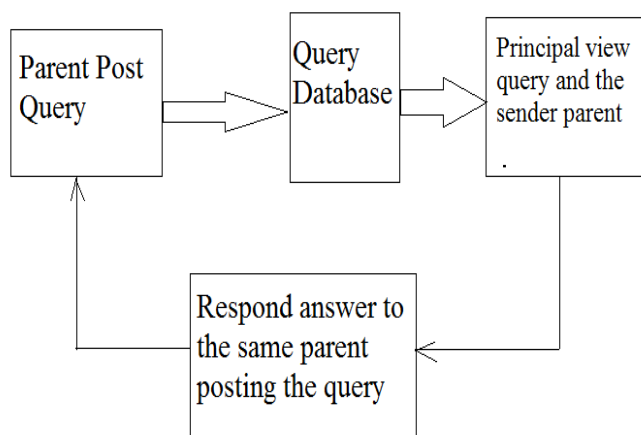 Parent Post
Query
Query
Database
Principal view
query and the
sender parent
.
Respond answer to
the same parent
posting the query